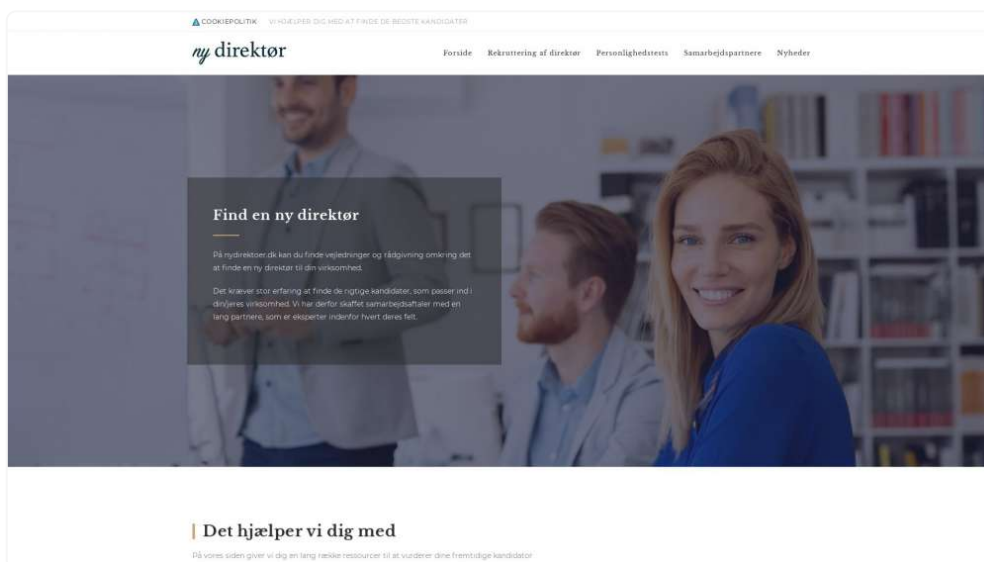 COOKIEPOLITIK VI HJÆLPER DIG MED AT FINDE DE BEDSTE KANDIDATER
ny direktør
Forside Rekruttering af direktør Personlighedstests Samarbejdspartnere Nyheder
Find en ny direktør
På nydirektoer.dk kan du finde vejledninger og rådgivning omkring det
at finde en ny direktør til din virksomhed.
Det kræver stor erfaring at finde de rigtige kandidater, som passer ind i
din/jeres virksomhed. Vi har derfor skaffet samarbejdsaftaler med en
lang partnere, som er eksperter indenfor hvert deres felt.
Det hjælper vi dig med
På vores siden giver vi dig en lang række ressourcer til at vurderer dine fremtidige kandidator